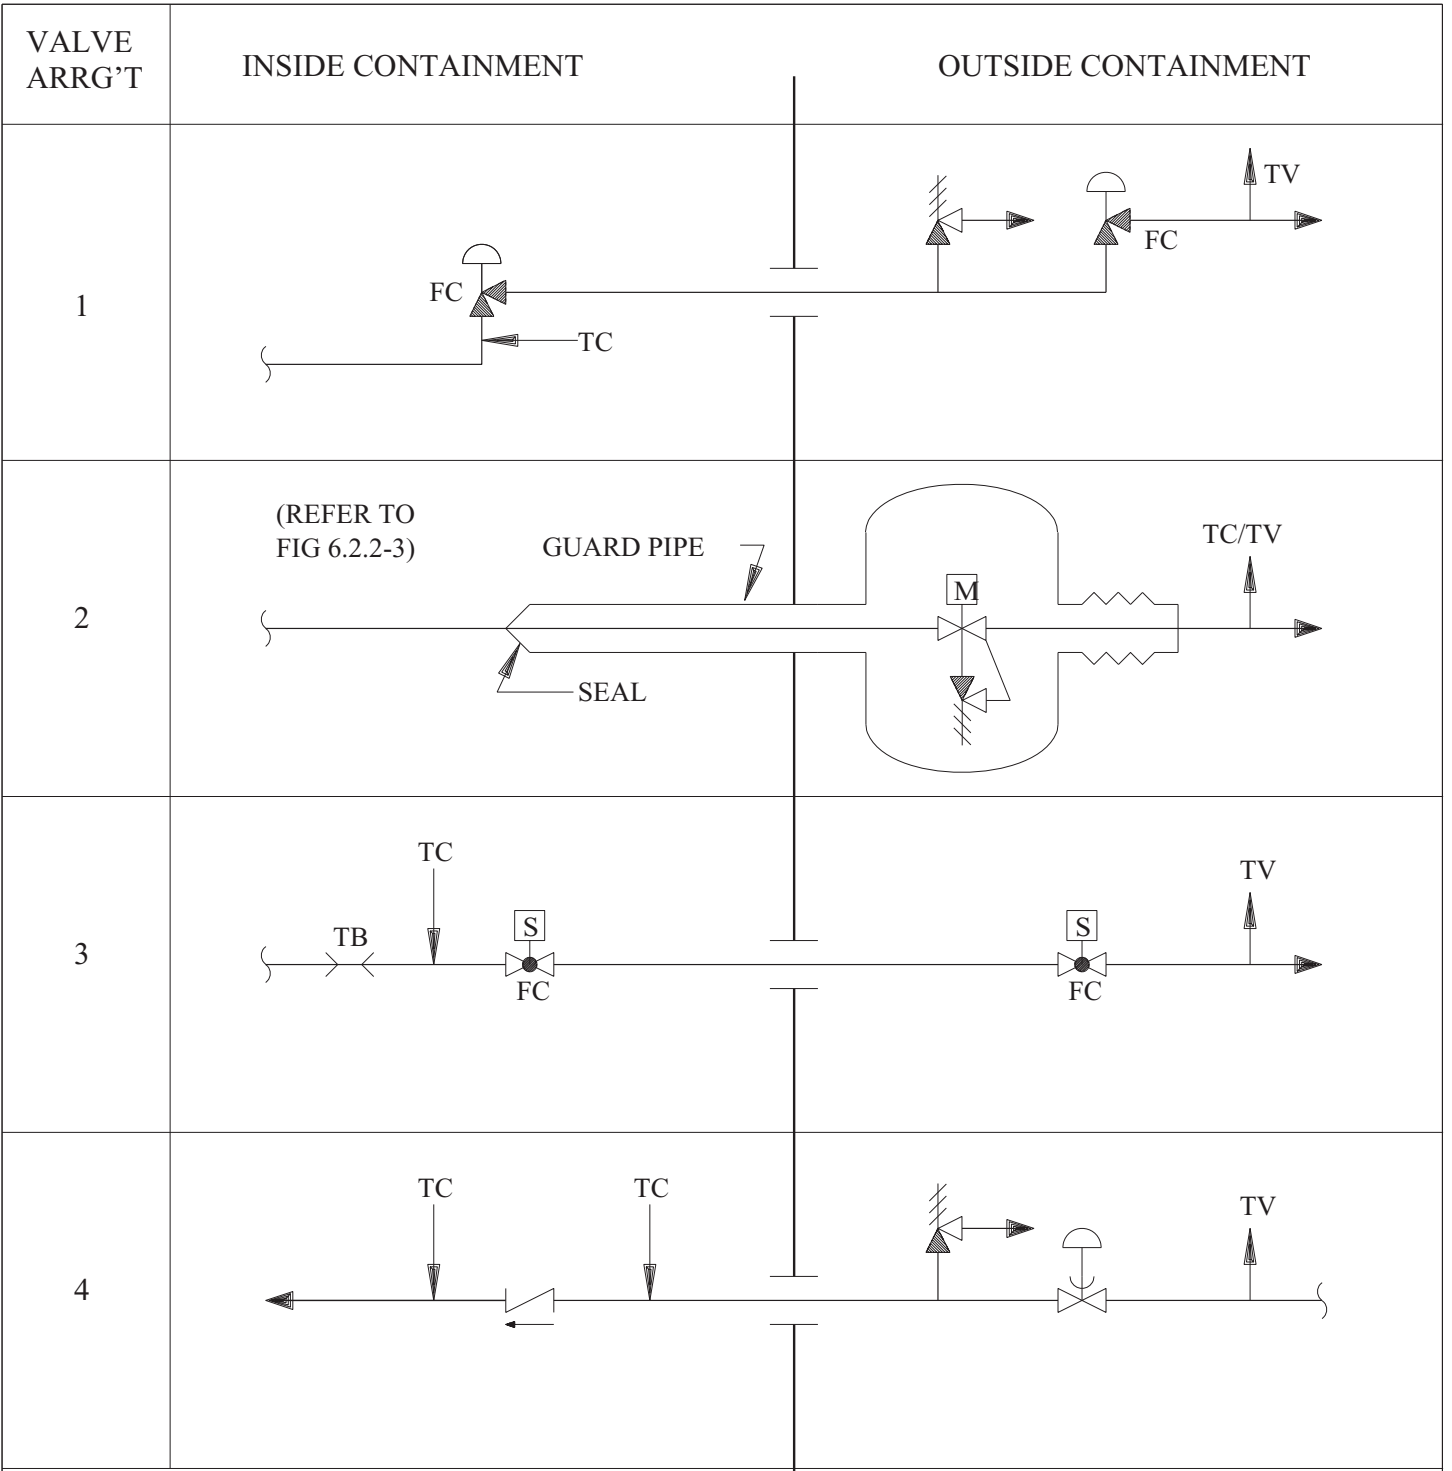 VALVE
ARRG'T
INSIDE CONTAINMENT
OUTSIDE CONTAINMENT
1
FC
TC
FC
TV
2
(REFER TO
FIG 6.2.2-3)
GUARD PIPE
SEAL
M
TC/TV
3
TB
TC
S
FC
S
FC
TV
4
TC
TC
TV